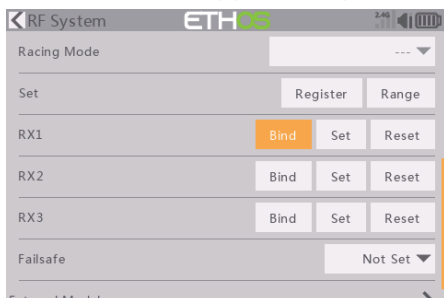 RF System ETHOS 2.4G
Racing Mode ---
Set Register Range
RX1 Bind Set Reset
RX2 Bind Set Reset
RX3 Bind Set Reset
Failsafe Not Set